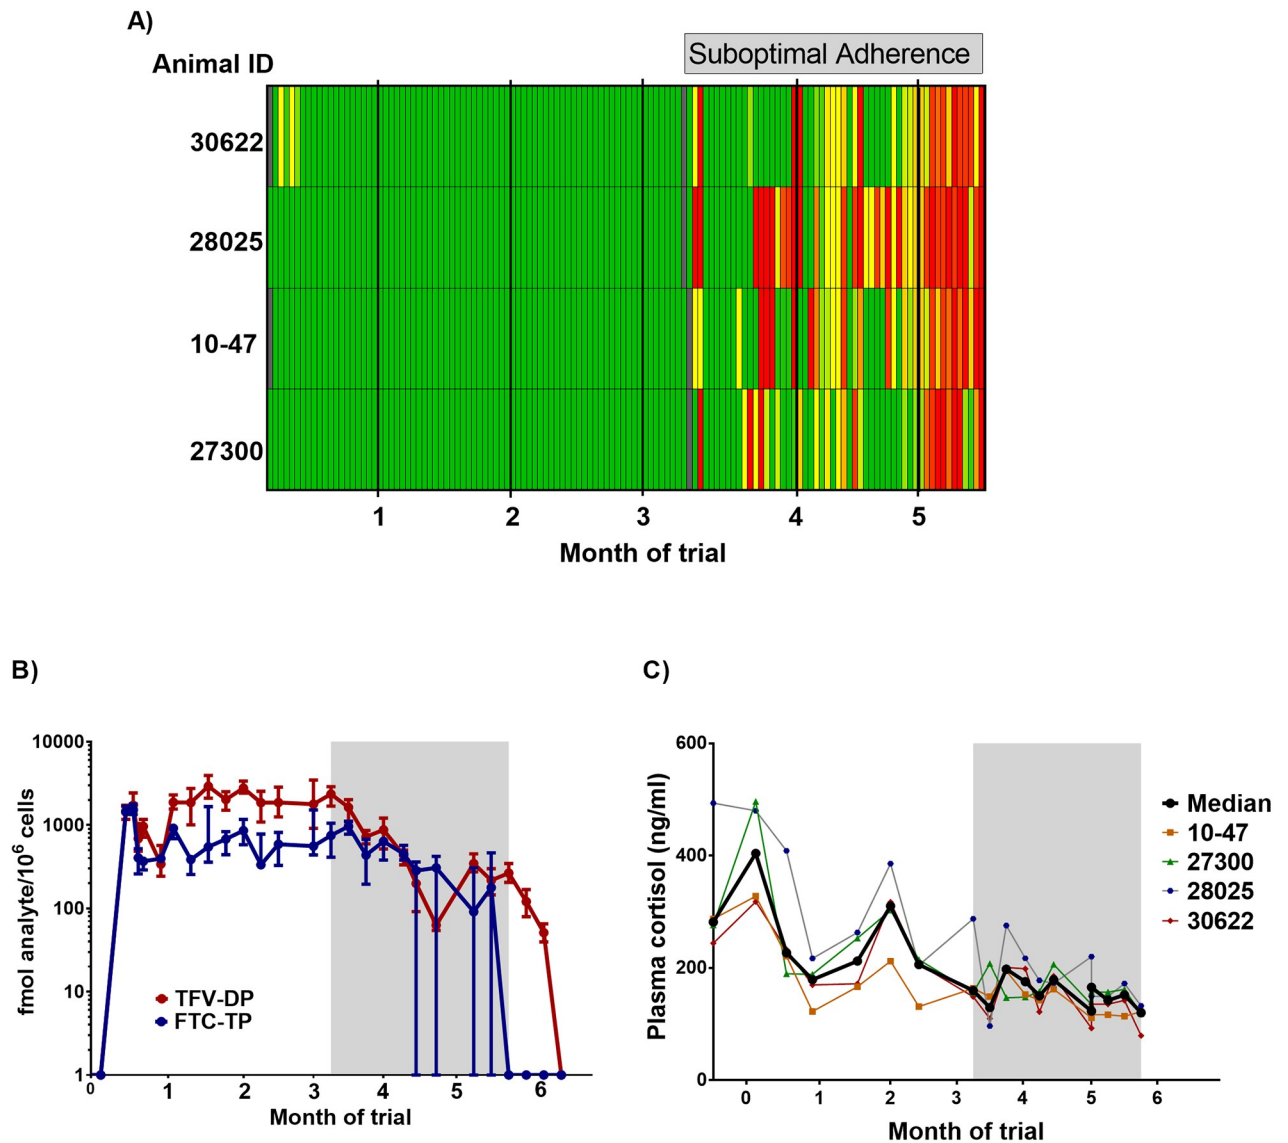 A)
Suboptimal Adherence
Animal ID
30622
28025
10-47
27300
1 2 3 4 5
Month of trial
B)
C)
fmol analyte/10⁶ cells
10000
1000
100
10
1
TFV-DP
FTC-TP
0 1 2 3 4 5 6
Month of trial
Plasma cortisol (ng/ml)
600
400
200
0
0 1 2 3 4 5 6
Month of trial
Median
10-47
27300
28025
30622